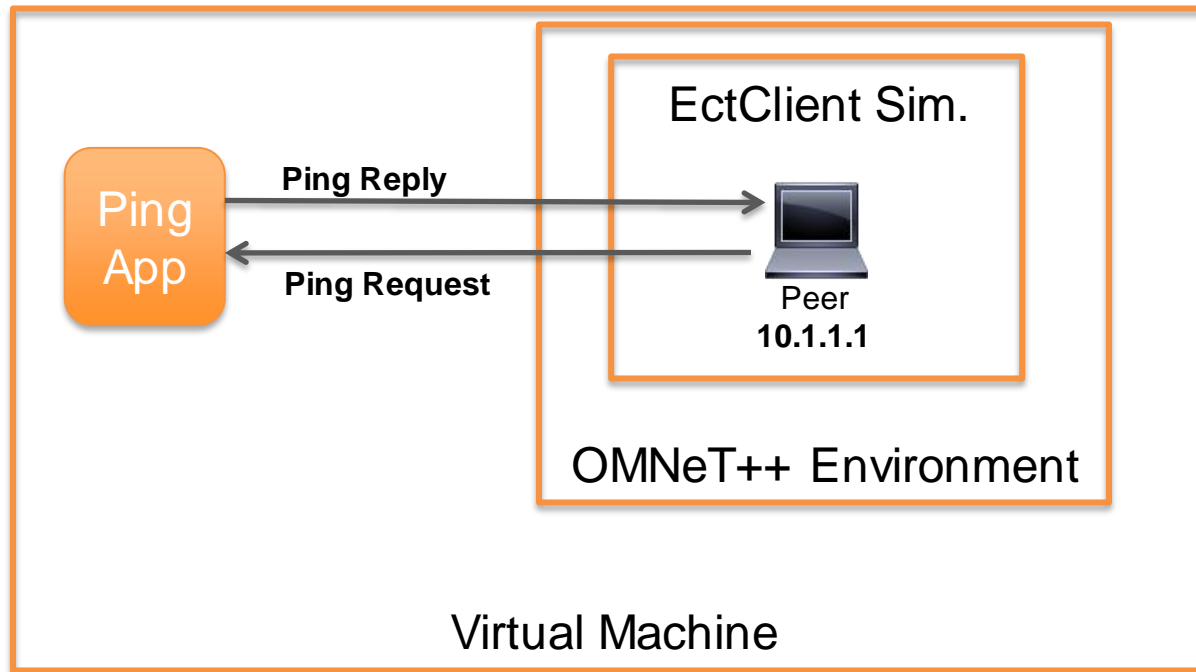 EctClient Sim.
Ping
App
Ping Reply
Ping Request
Peer
10.1.1.1
OMNeT++ Environment
Virtual Machine